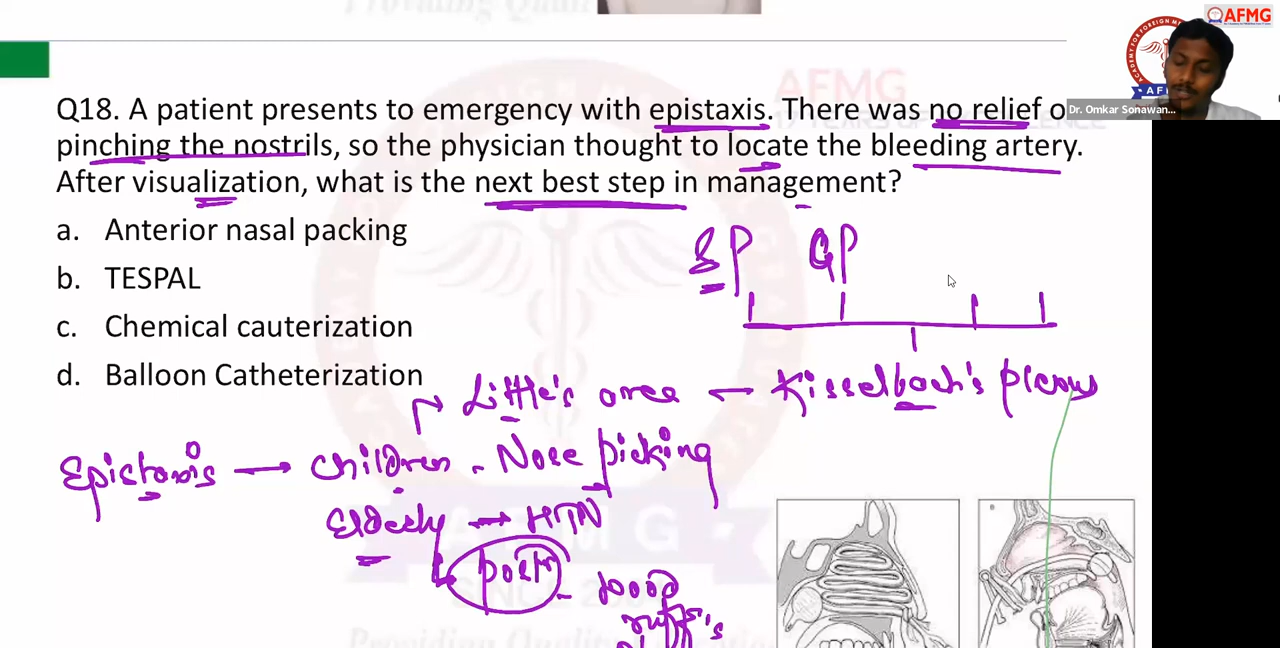 Providing Qual
AFMG
Dr. Omkar Sonawan...
Q18. A patient presents to emergency with epistaxis. There was no relief o
pinching the nostrils, so the physician thought to locate the bleeding artery.
After visualization, what is the next best step in management?
a. Anterior nasal packing
b. TESPAL
c. Chemical cauterization
d. Balloon Catheterization
SP GP
Little's area – Kisselbach's plexus
Epistaxis → children - Nose picking
Elderly → HTN
AFMG